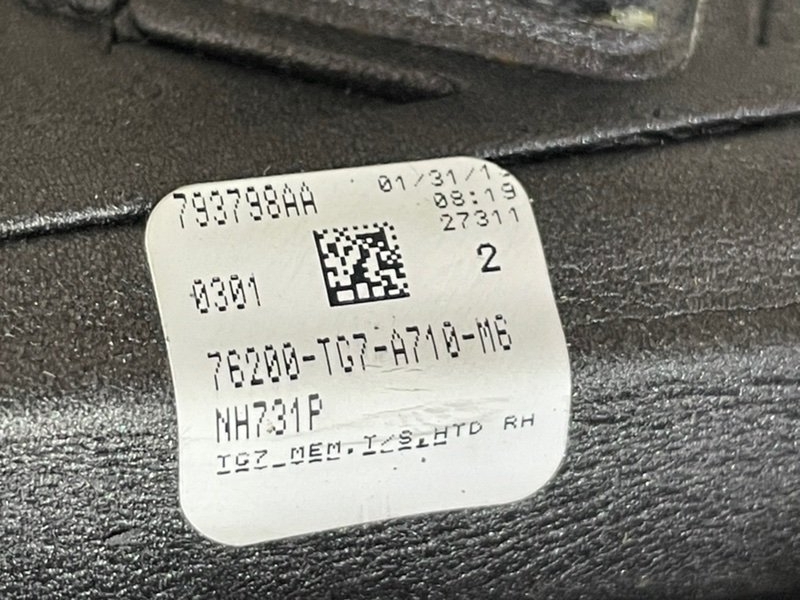 793798AA 01/31/1
08:19
27311
2
0301
76200-TG7-A710-M6
NH731P
TG7_MEM.T/S.HTD RH